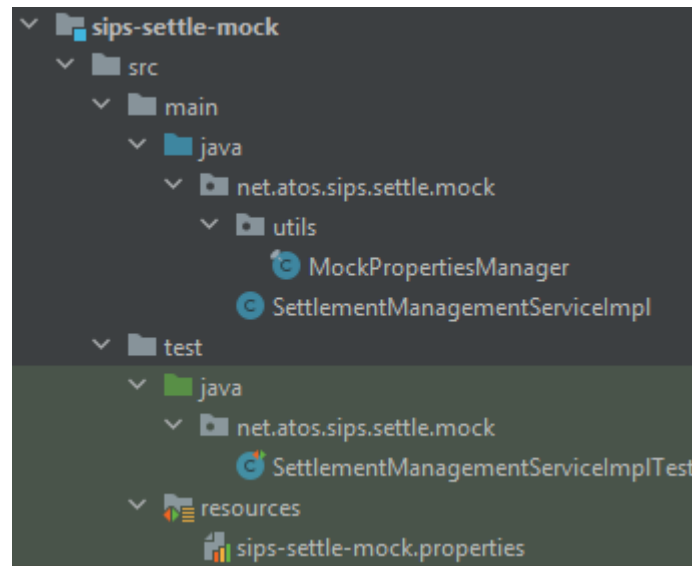 sips-settle-mock
src
main
java
net.atos.sips.settle.mock
utils
MockPropertiesManager
SettlementManagementServiceImpl
test
java
net.atos.sips.settle.mock
SettlementManagementServiceImplTest
resources
sips-settle-mock.properties